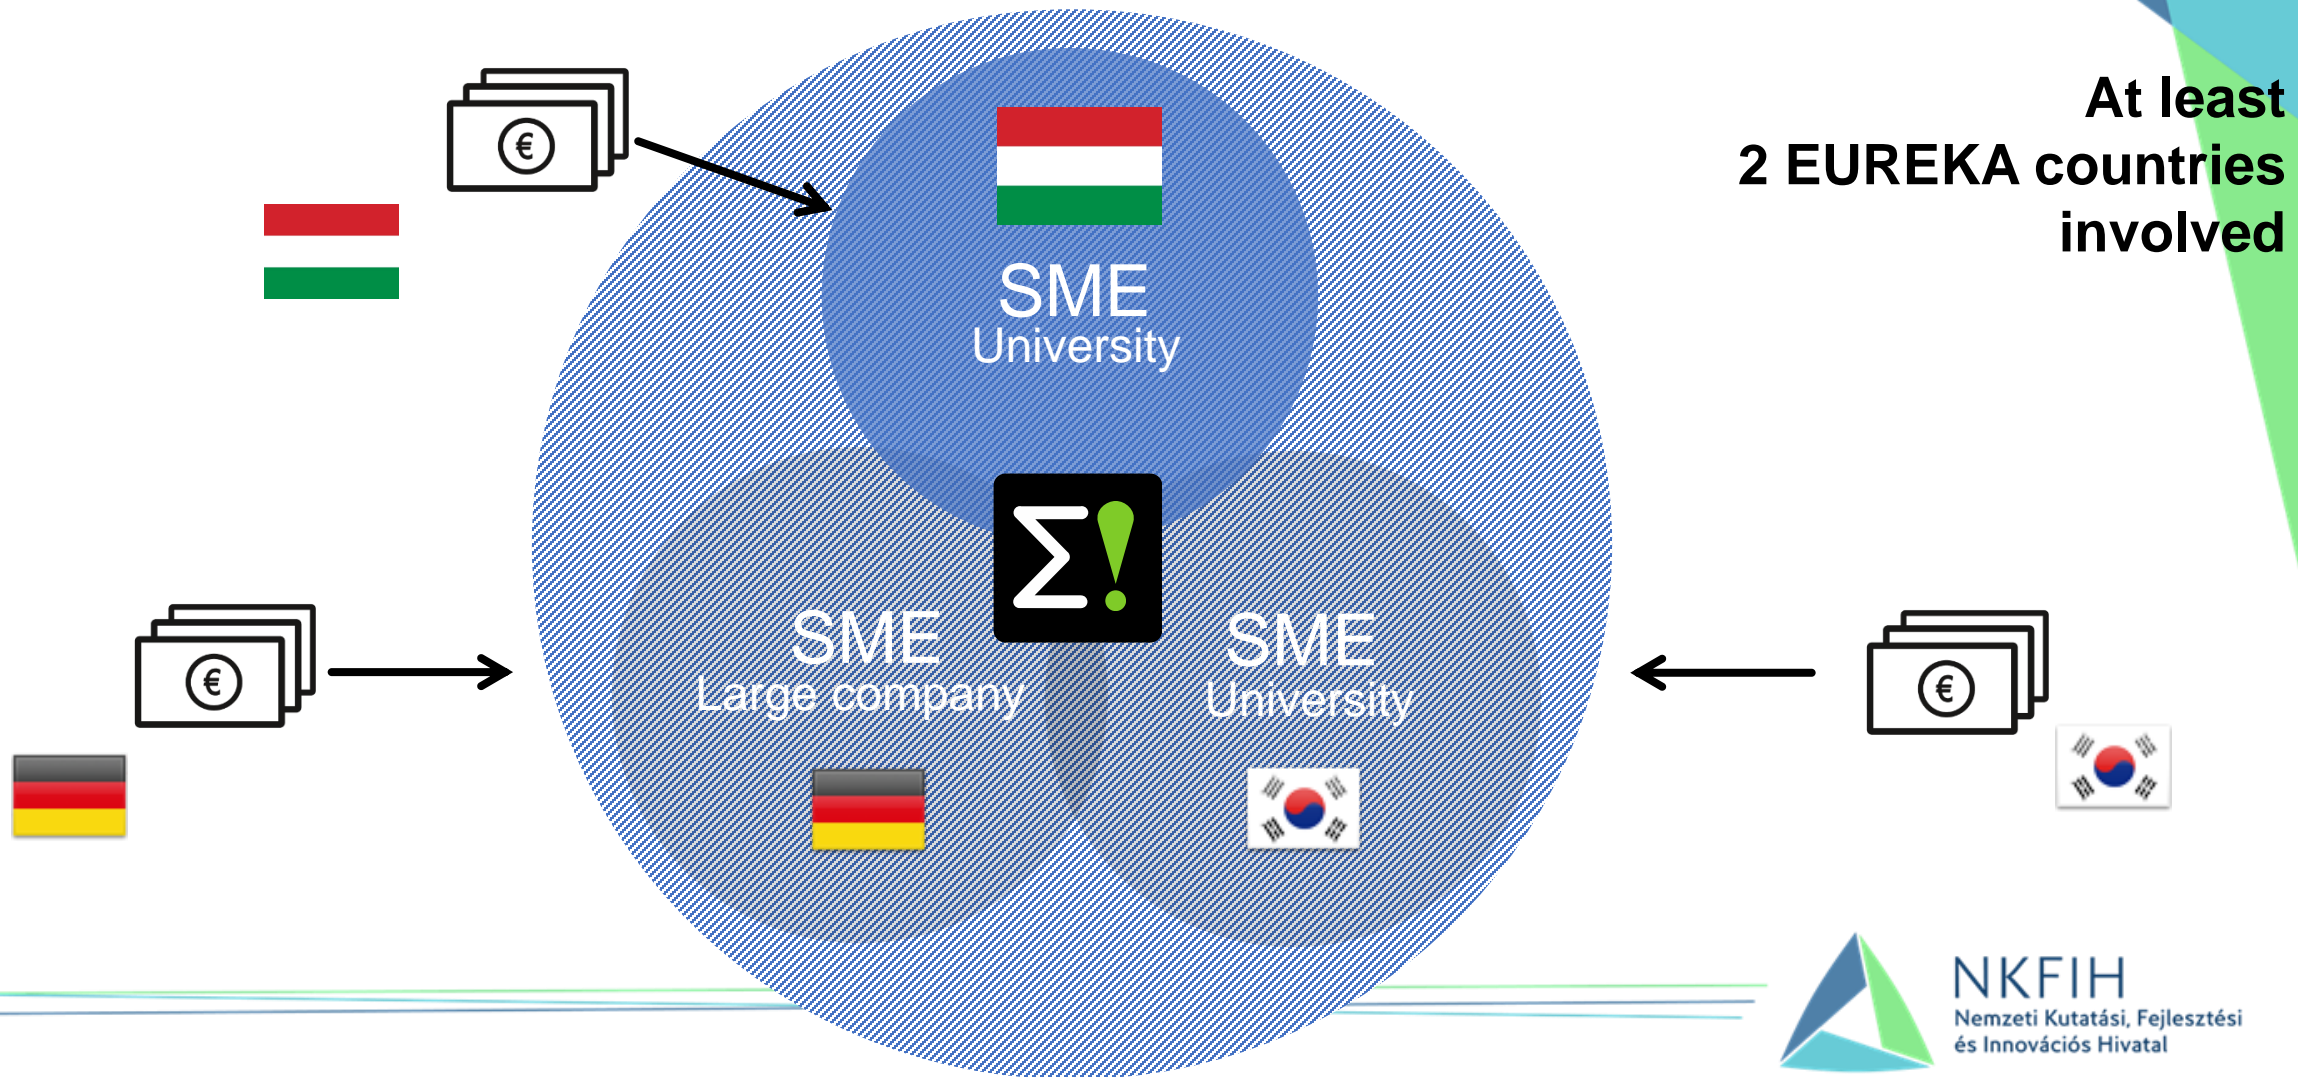 At least
2 EUREKA countries
involved
€
SME
University
Σ!
€
SME
Large company
SME
University
€
NKFIH
Nemzeti Kutatási, Fejlesztési
és Innovációs Hivatal